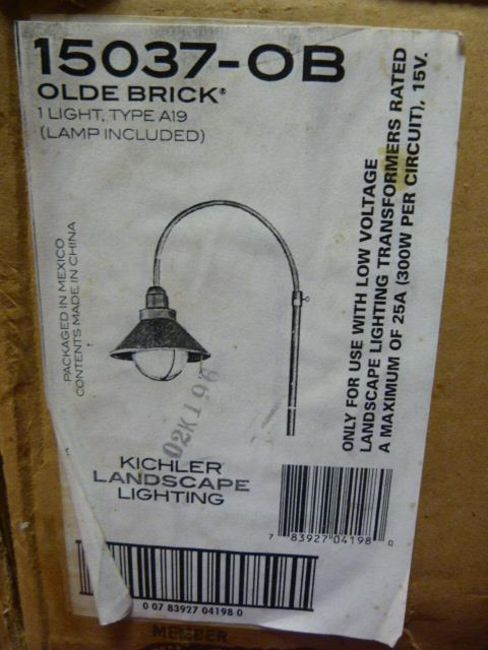 15037-OB
OLDE BRICK®
1 LIGHT, TYPE A19
(LAMP INCLUDED)
PACKAGED IN MEXICO
CONTENTS MADE IN CHINA
ONLY FOR USE WITH LOW VOLTAGE
LANDSCAPE LIGHTING TRANSFORMERS RATED
A MAXIMUM OF 25A (300W PER CIRCUIT), 15V.
02K196
KICHLER
LANDSCAPE
LIGHTING
7 83927 04198 0
0 07 83927 04198 0
MEMBER